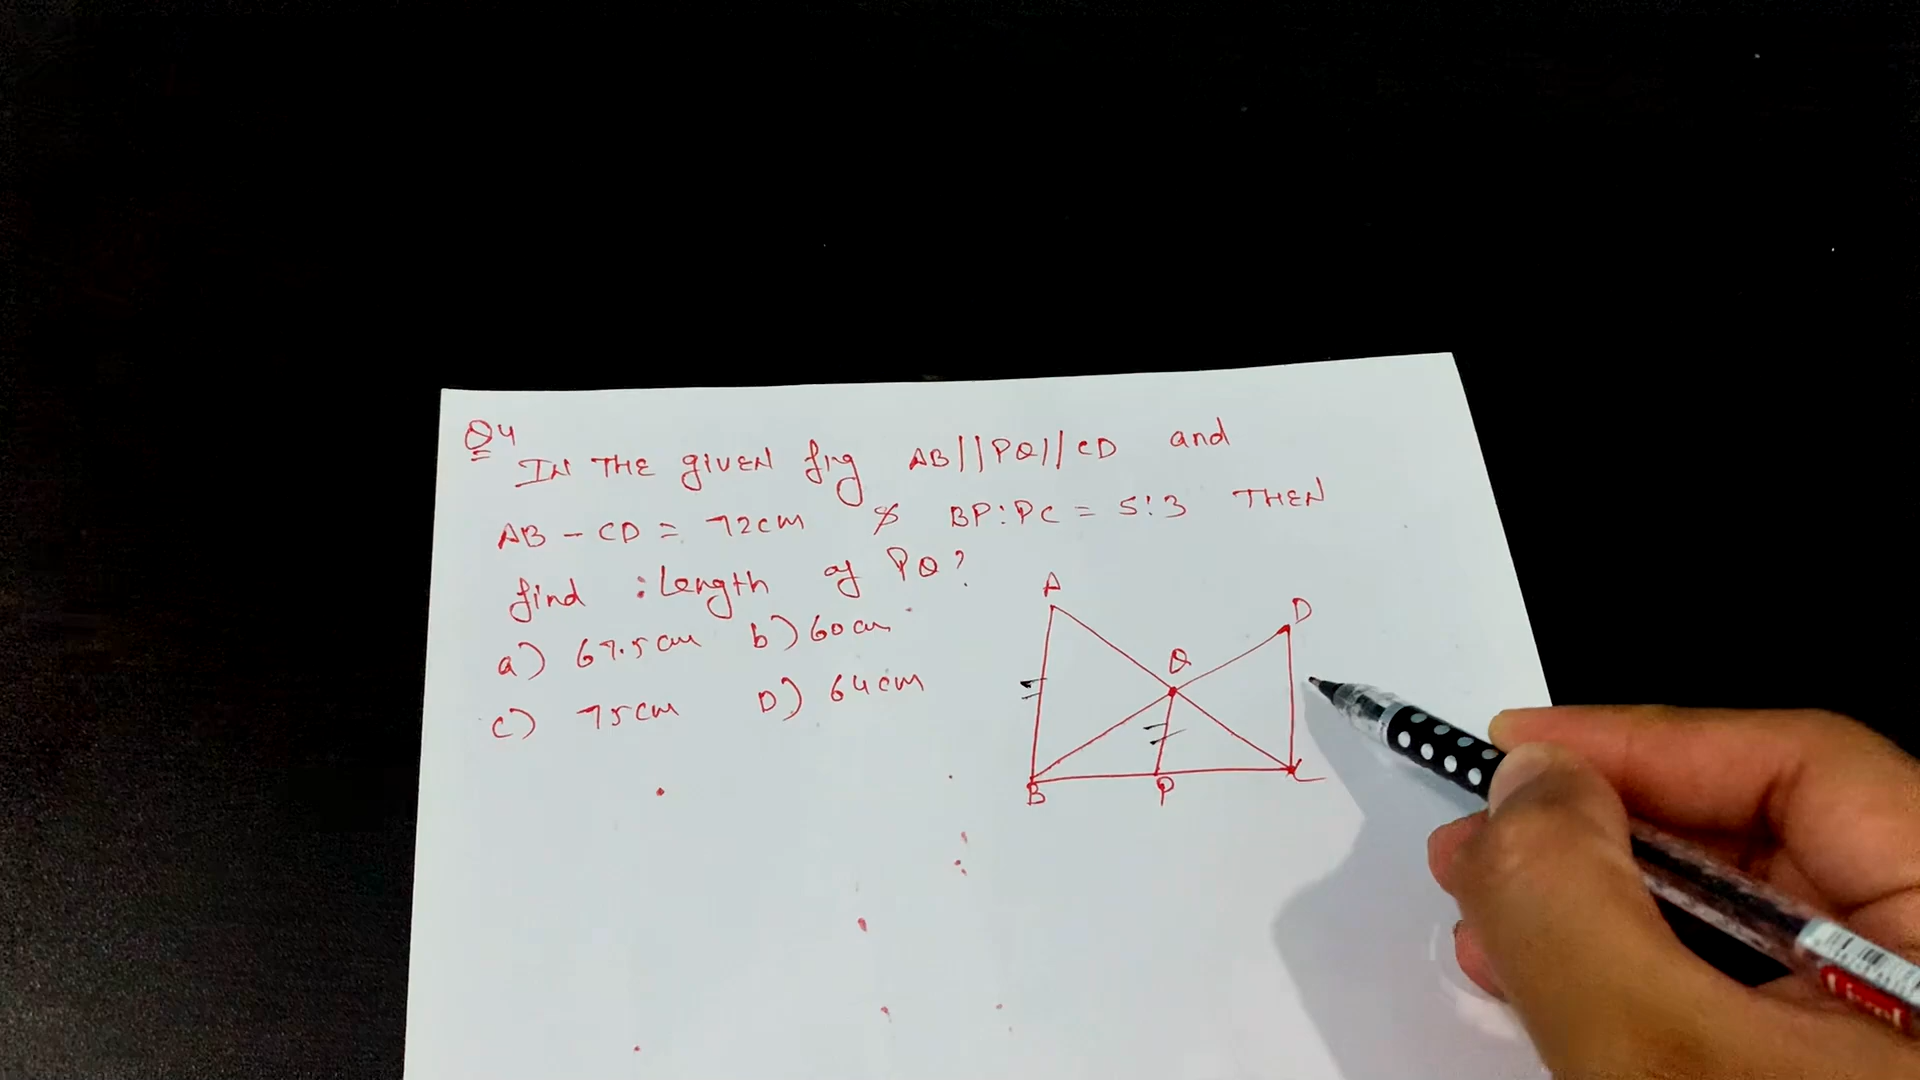 Q4
IN THE given fig AB||PQ||CD and
AB - CD = 72cm & BP:PC = 5:3 THEN
find : Length of PQ?
a) 67.5cm b) 60cm
c) 75cm D) 64cm
A
D
Q
B
P
C